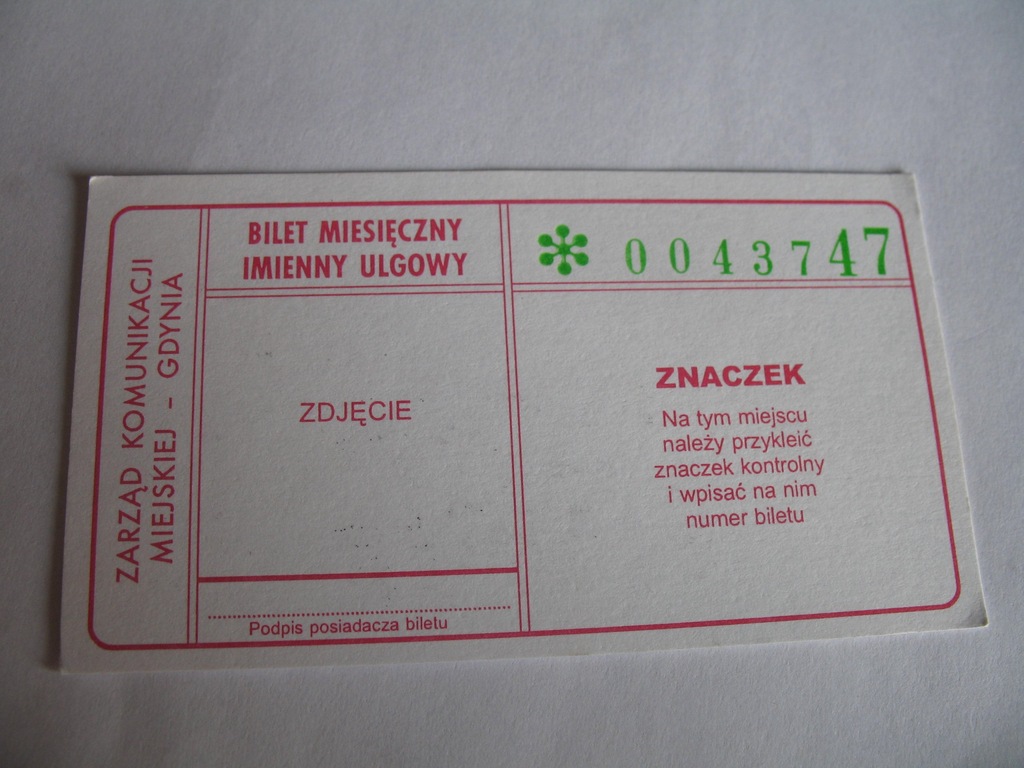 ZARZĄD KOMUNIKACJI
MIEJSKIEJ - GDYNIA
BILET MIESIĘCZNY
IMIENNY ULGOWY
ZDJĘCIE
Podpis posiadacza biletu
0043747
ZNACZEK
Na tym miejscu
należy przykleić
znaczek kontrolny
i wpisać na nim
numer biletu